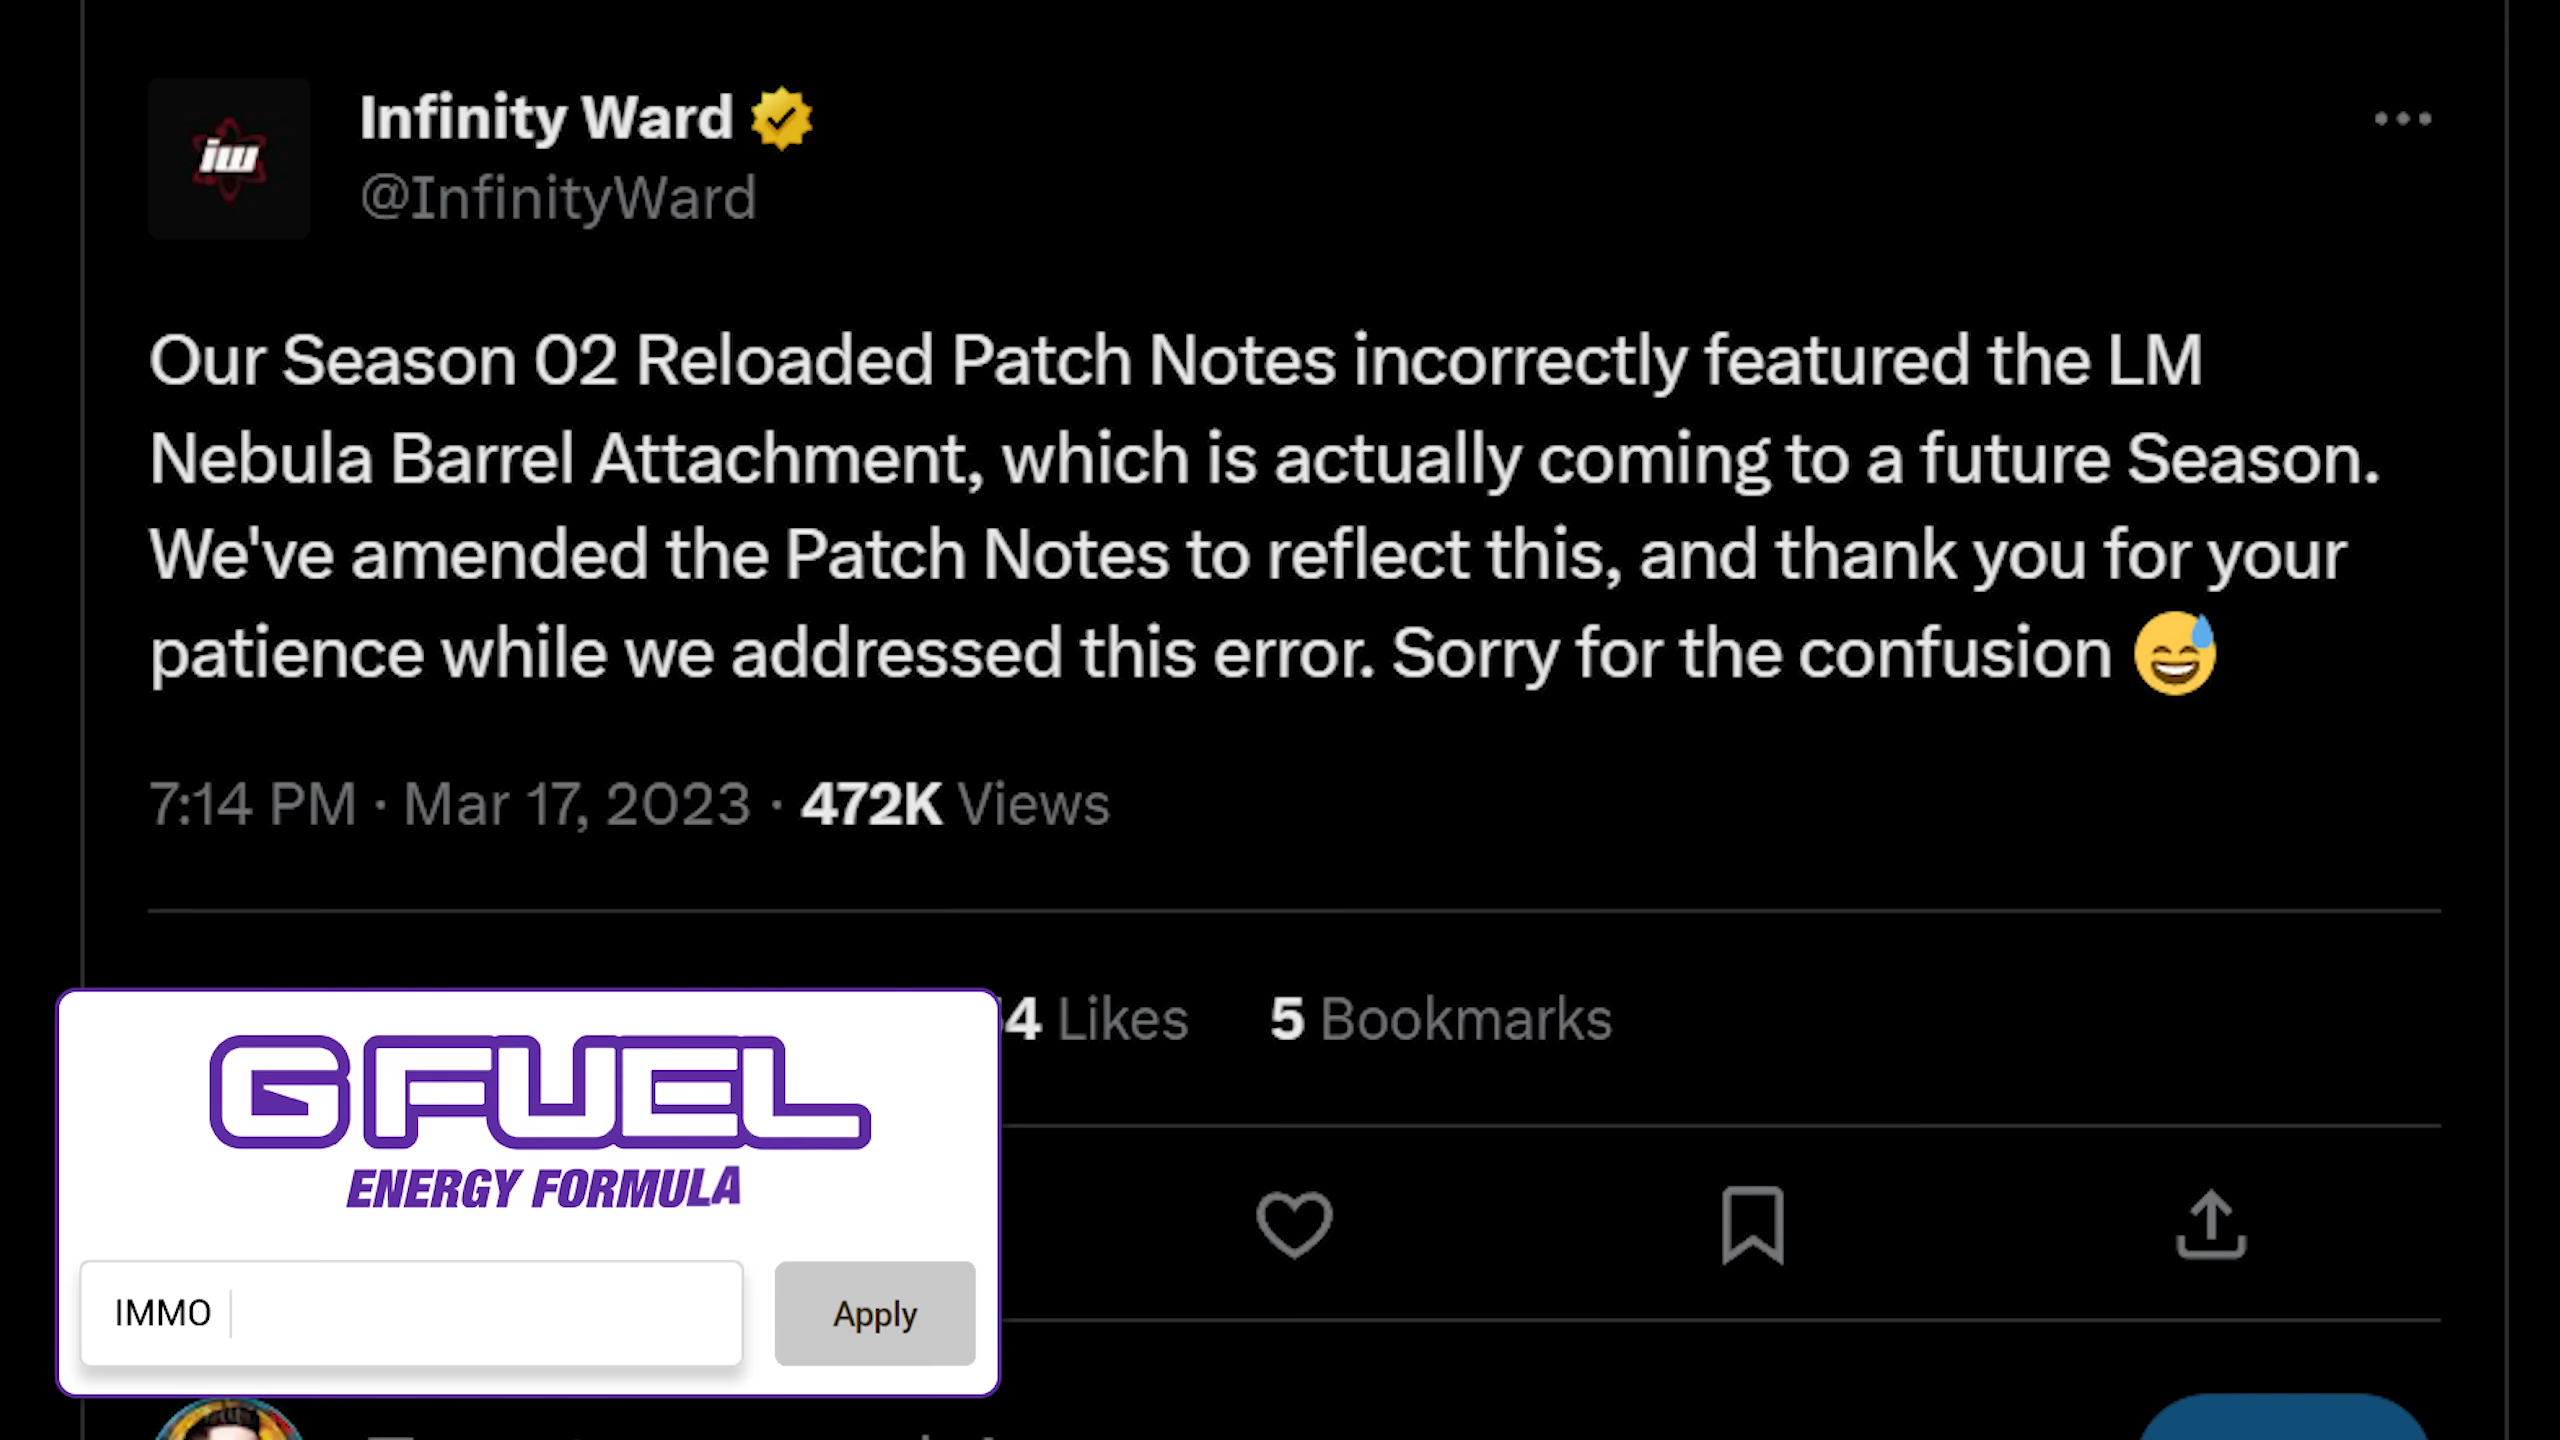 iw
Infinity Ward
@InfinityWard
Our Season 02 Reloaded Patch Notes incorrectly featured the LM
Nebula Barrel Attachment, which is actually coming to a future Season.
We've amended the Patch Notes to reflect this, and thank you for your
patience while we addressed this error. Sorry for the confusion 😅
7:14 PM · Mar 17, 2023 · 472K Views
4 Likes 5 Bookmarks
G FUEL
ENERGY FORMULA
IMMO
Apply